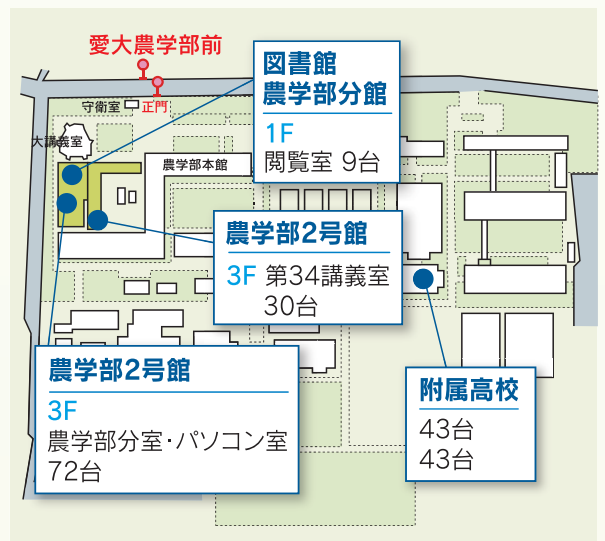 愛大農学部前
守衛室
正門
大講義室
農学部本館
図書館
農学部分館
1F
閲覧室 9台
農学部2号館
3F 第34講義室
30台
農学部2号館
3F
農学部分室・パソコン室
72台
附属高校
43台
43台